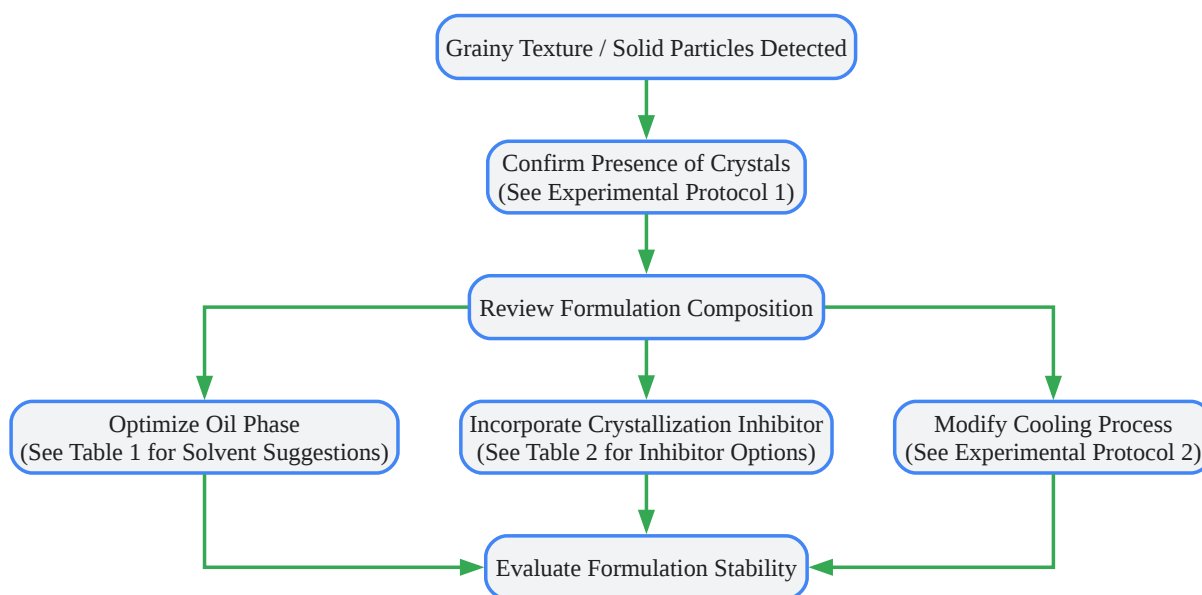 Grainy Texture / Solid Particles Detected
Confirm Presence of Crystals
(See Experimental Protocol 1)
Review Formulation Composition
Optimize Oil Phase
(See Table 1 for Solvent Suggestions)
Incorporate Crystallization Inhibitor
(See Table 2 for Inhibitor Options)
Modify Cooling Process
(See Experimental Protocol 2)
Evaluate Formulation Stability